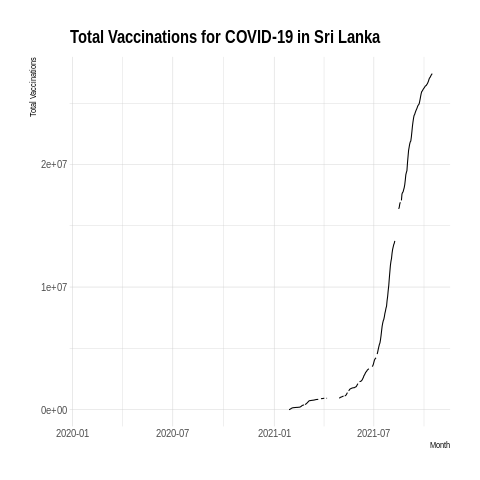 Total Vaccinations for COVID-19 in Sri Lanka
Total Vaccinations
2e+07
1e+07
0e+00
2020-01 2020-07 2021-01 2021-07
Month